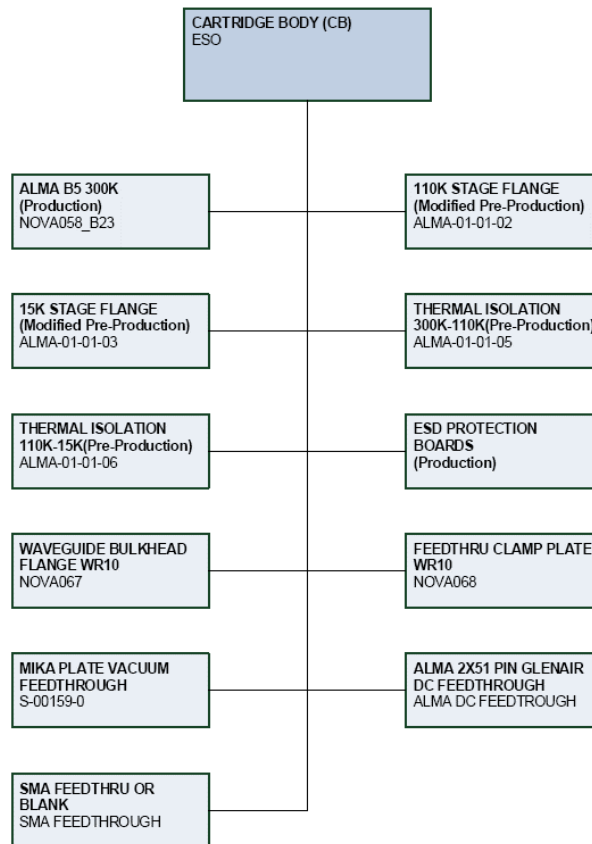 CARTRIDGE BODY (CB)
ESO
ALMA B5 300K
(Production)
NOVA058_B23
110K STAGE FLANGE
(Modified Pre-Production)
ALMA-01-01-02
15K STAGE FLANGE
(Modified Pre-Production)
ALMA-01-01-03
THERMAL ISOLATION
300K-110K(Pre-Production)
ALMA-01-01-05
THERMAL ISOLATION
110K-15K(Pre-Production)
ALMA-01-01-06
ESD PROTECTION
BOARDS
(Production)
WAVEGUIDE BULKHEAD
FLANGE WR10
NOVA067
FEEDTHRU CLAMP PLATE
WR10
NOVA068
MIKA PLATE VACUUM
FEEDTHROUGH
S-00159-0
ALMA 2X51 PIN GLENAIR
DC FEEDTHROUGH
ALMA DC FEEDTROUGH
SMA FEEDTHRU OR
BLANK
SMA FEEDTHROUGH